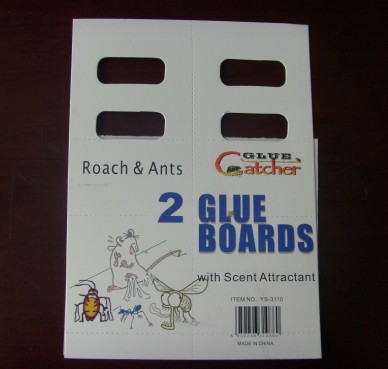 Roach & Ants
GLUE
Catcher
2 GLUE
BOARDS
with Scent Attractant
ITEM NO.: YS-3110
MADE IN CHINA